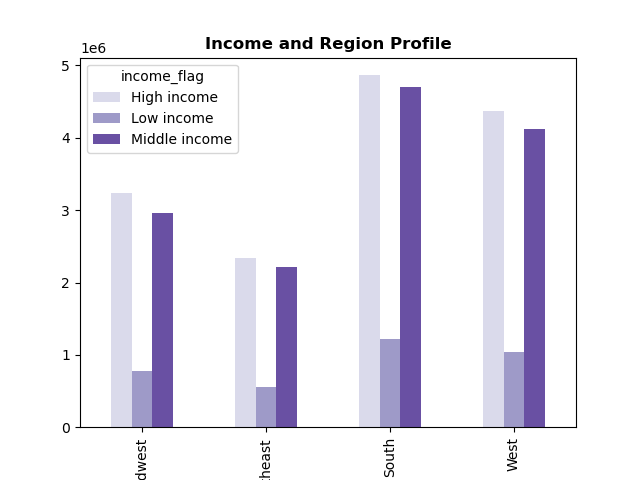 Income and Region Profile
1e6
5
4
3
2
1
0
income_flag
High income
Low income
Middle income
dwest
heast
South
West